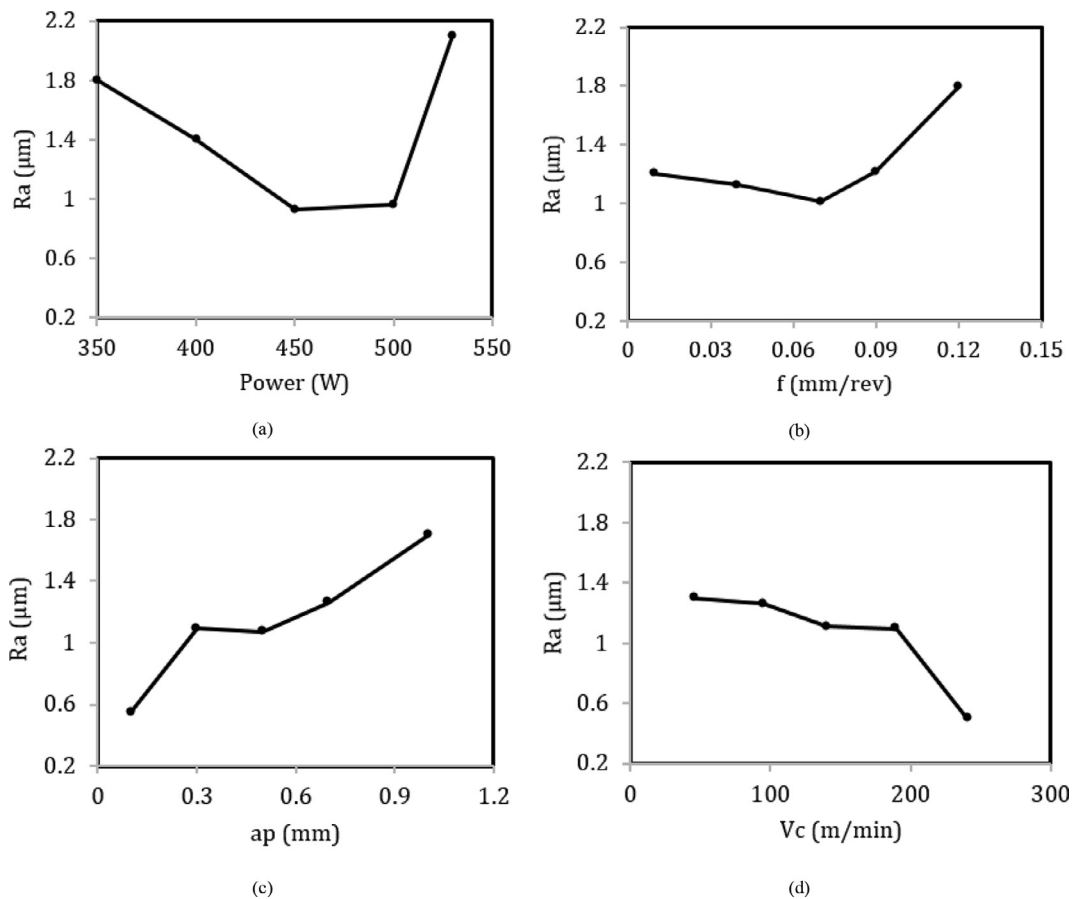 2.2
1.8
1.4
1
0.6
0.2
Ra (μm)
350 400 450 500 550
Power (W)
(a)
2.2
1.8
1.4
1
0.6
0.2
Ra (μm)
0 0.03 0.06 0.09 0.12 0.15
f (mm/rev)
(b)
2.2
1.8
1.4
1
0.6
0.2
Ra (μm)
0 0.3 0.6 0.9 1.2
ap (mm)
(c)
2.2
1.8
1.4
1
0.6
0.2
Ra (μm)
0 100 200 300
Vc (m/min)
(d)